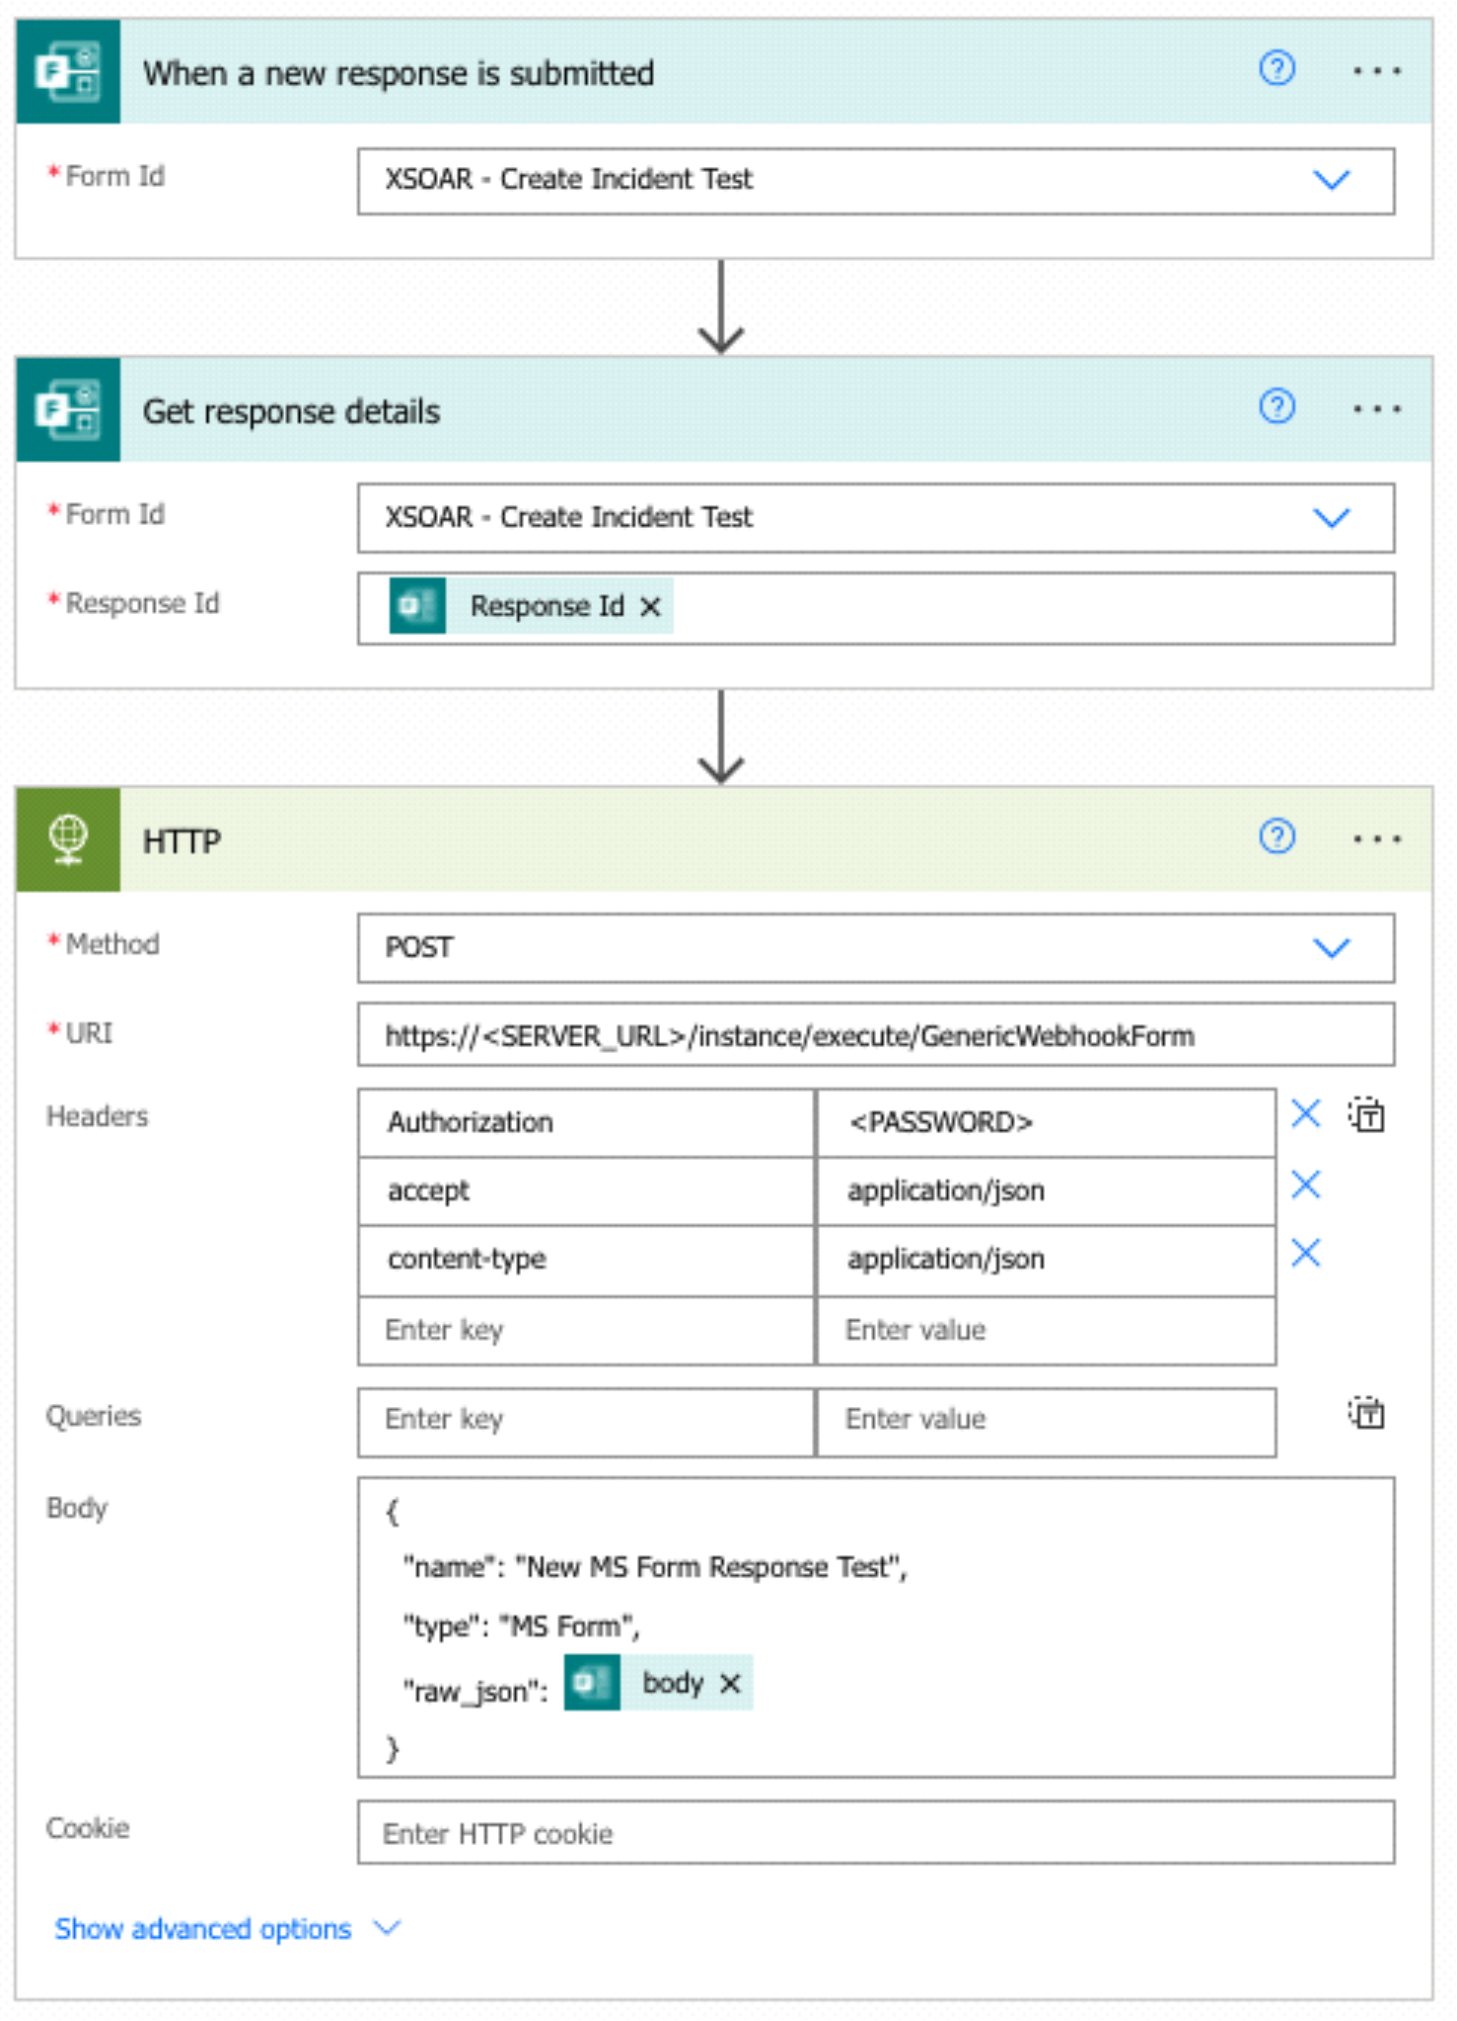 When a new response is submitted
* Form Id
XSOAR - Create Incident Test
Get response details
* Form Id
XSOAR - Create Incident Test
* Response Id
Response Id
HTTP
* Method
POST
* URI
https://<SERVER_URL>/instance/execute/GenericWebhookForm
Headers
Authorization <PASSWORD>
accept application/json
content-type application/json
Enter key Enter value
Queries
Enter key Enter value
Body
{
"name": "New MS Form Response Test",
"type": "MS Form",
"raw_json": body
}
Cookie
Enter HTTP cookie
Show advanced options